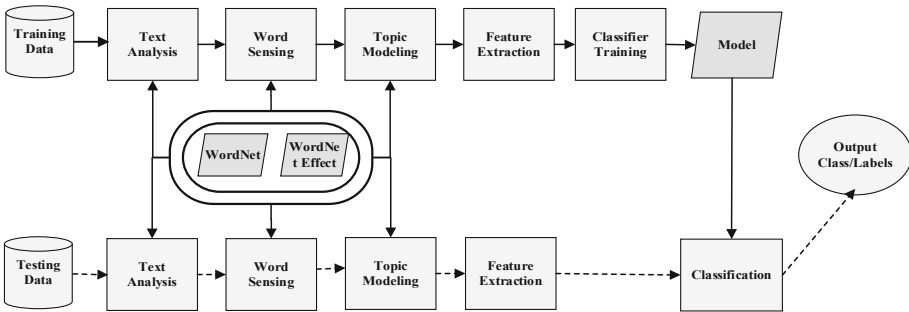 Training
Data
Text
Analysis
Word
Sensing
Topic
Modeling
Feature
Extraction
Classifier
Training
Model
WordNet
WordNe
t Effect
Output
Class/Labels
Testing
Data
Text
Analysis
Word
Sensing
Topic
Modeling
Feature
Extraction
Classification